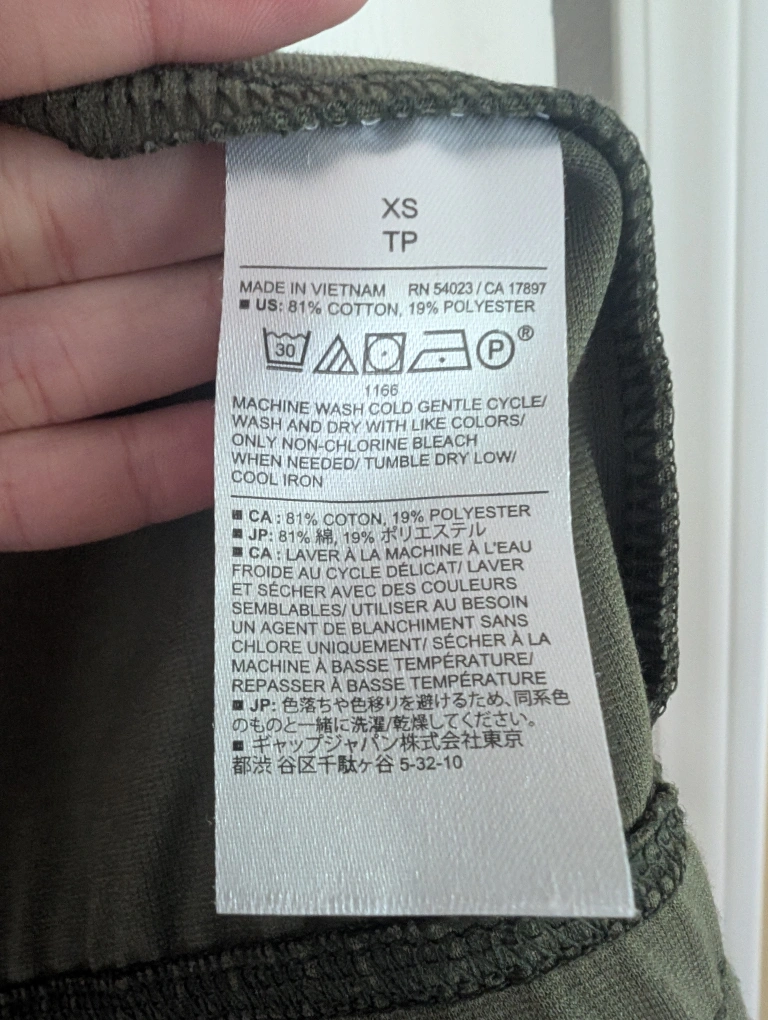 XS
TP
MADE IN VIETNAM RN 54023 / CA 17897
■ US: 81% COTTON, 19% POLYESTER
30 P ®
1166
MACHINE WASH COLD GENTLE CYCLE/
WASH AND DRY WITH LIKE COLORS/
ONLY NON-CHLORINE BLEACH
WHEN NEEDED/ TUMBLE DRY LOW/
COOL IRON
■ CA : 81% COTON, 19% POLYESTER
■ JP: 81% 綿, 19% ポリエステル
■ CA : LAVER À LA MACHINE À L'EAU
FROIDE AU CYCLE DÉLICAT/ LAVER
ET SÉCHER AVEC DES COULEURS
SEMBLABLES/ UTILISER AU BESOIN
UN AGENT DE BLANCHIMENT SANS
CHLORE UNIQUEMENT/ SÉCHER À LA
MACHINE À BASSE TEMPÉRATURE/
REPASSER À BASSE TEMPÉRATURE
■ JP: 色落ちや色移りを避けるため、同系色
のものと一緒に洗濯/乾燥してください。
■ ギャップジャパン株式会社東京
都渋 谷区千駄ヶ谷 5-32-10